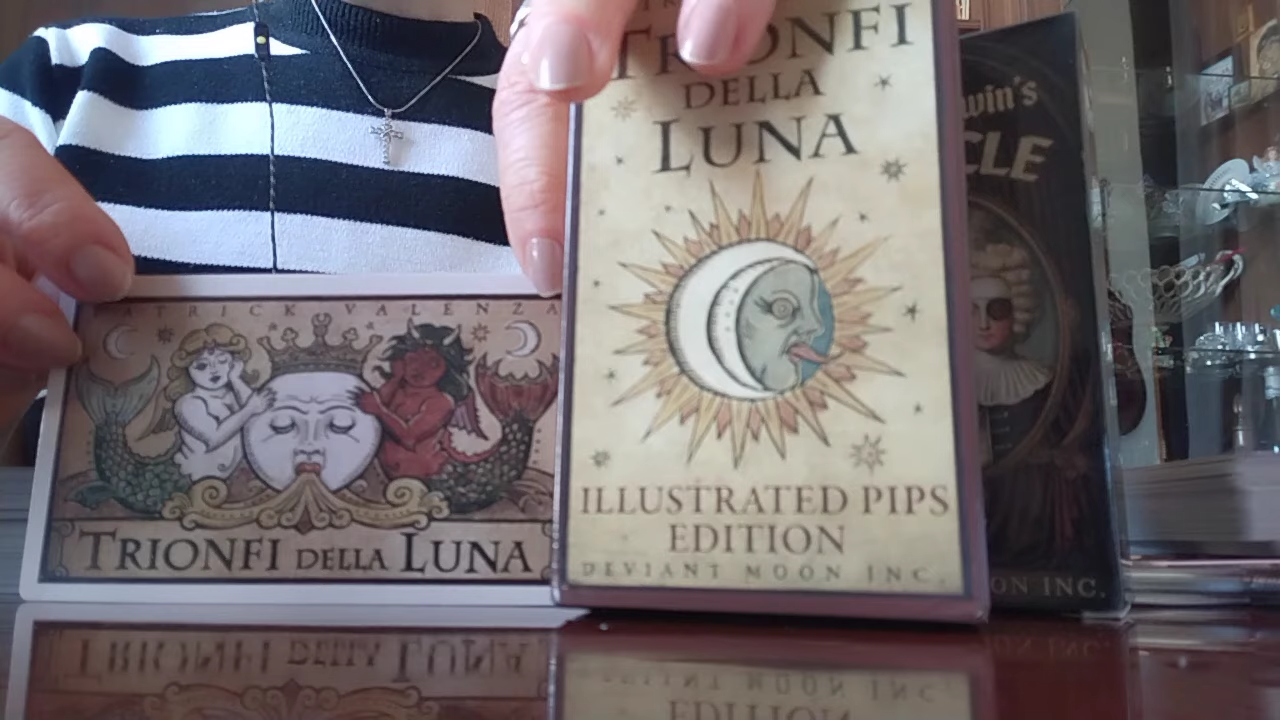 PATRICK VALENZA
TRIONFI DELLA LUNA
TRIONFI
DELLA
LUNA
ILLUSTRATED PIPS
EDITION
DEVIANT MOON INC.
win's
CLE
ON INC.